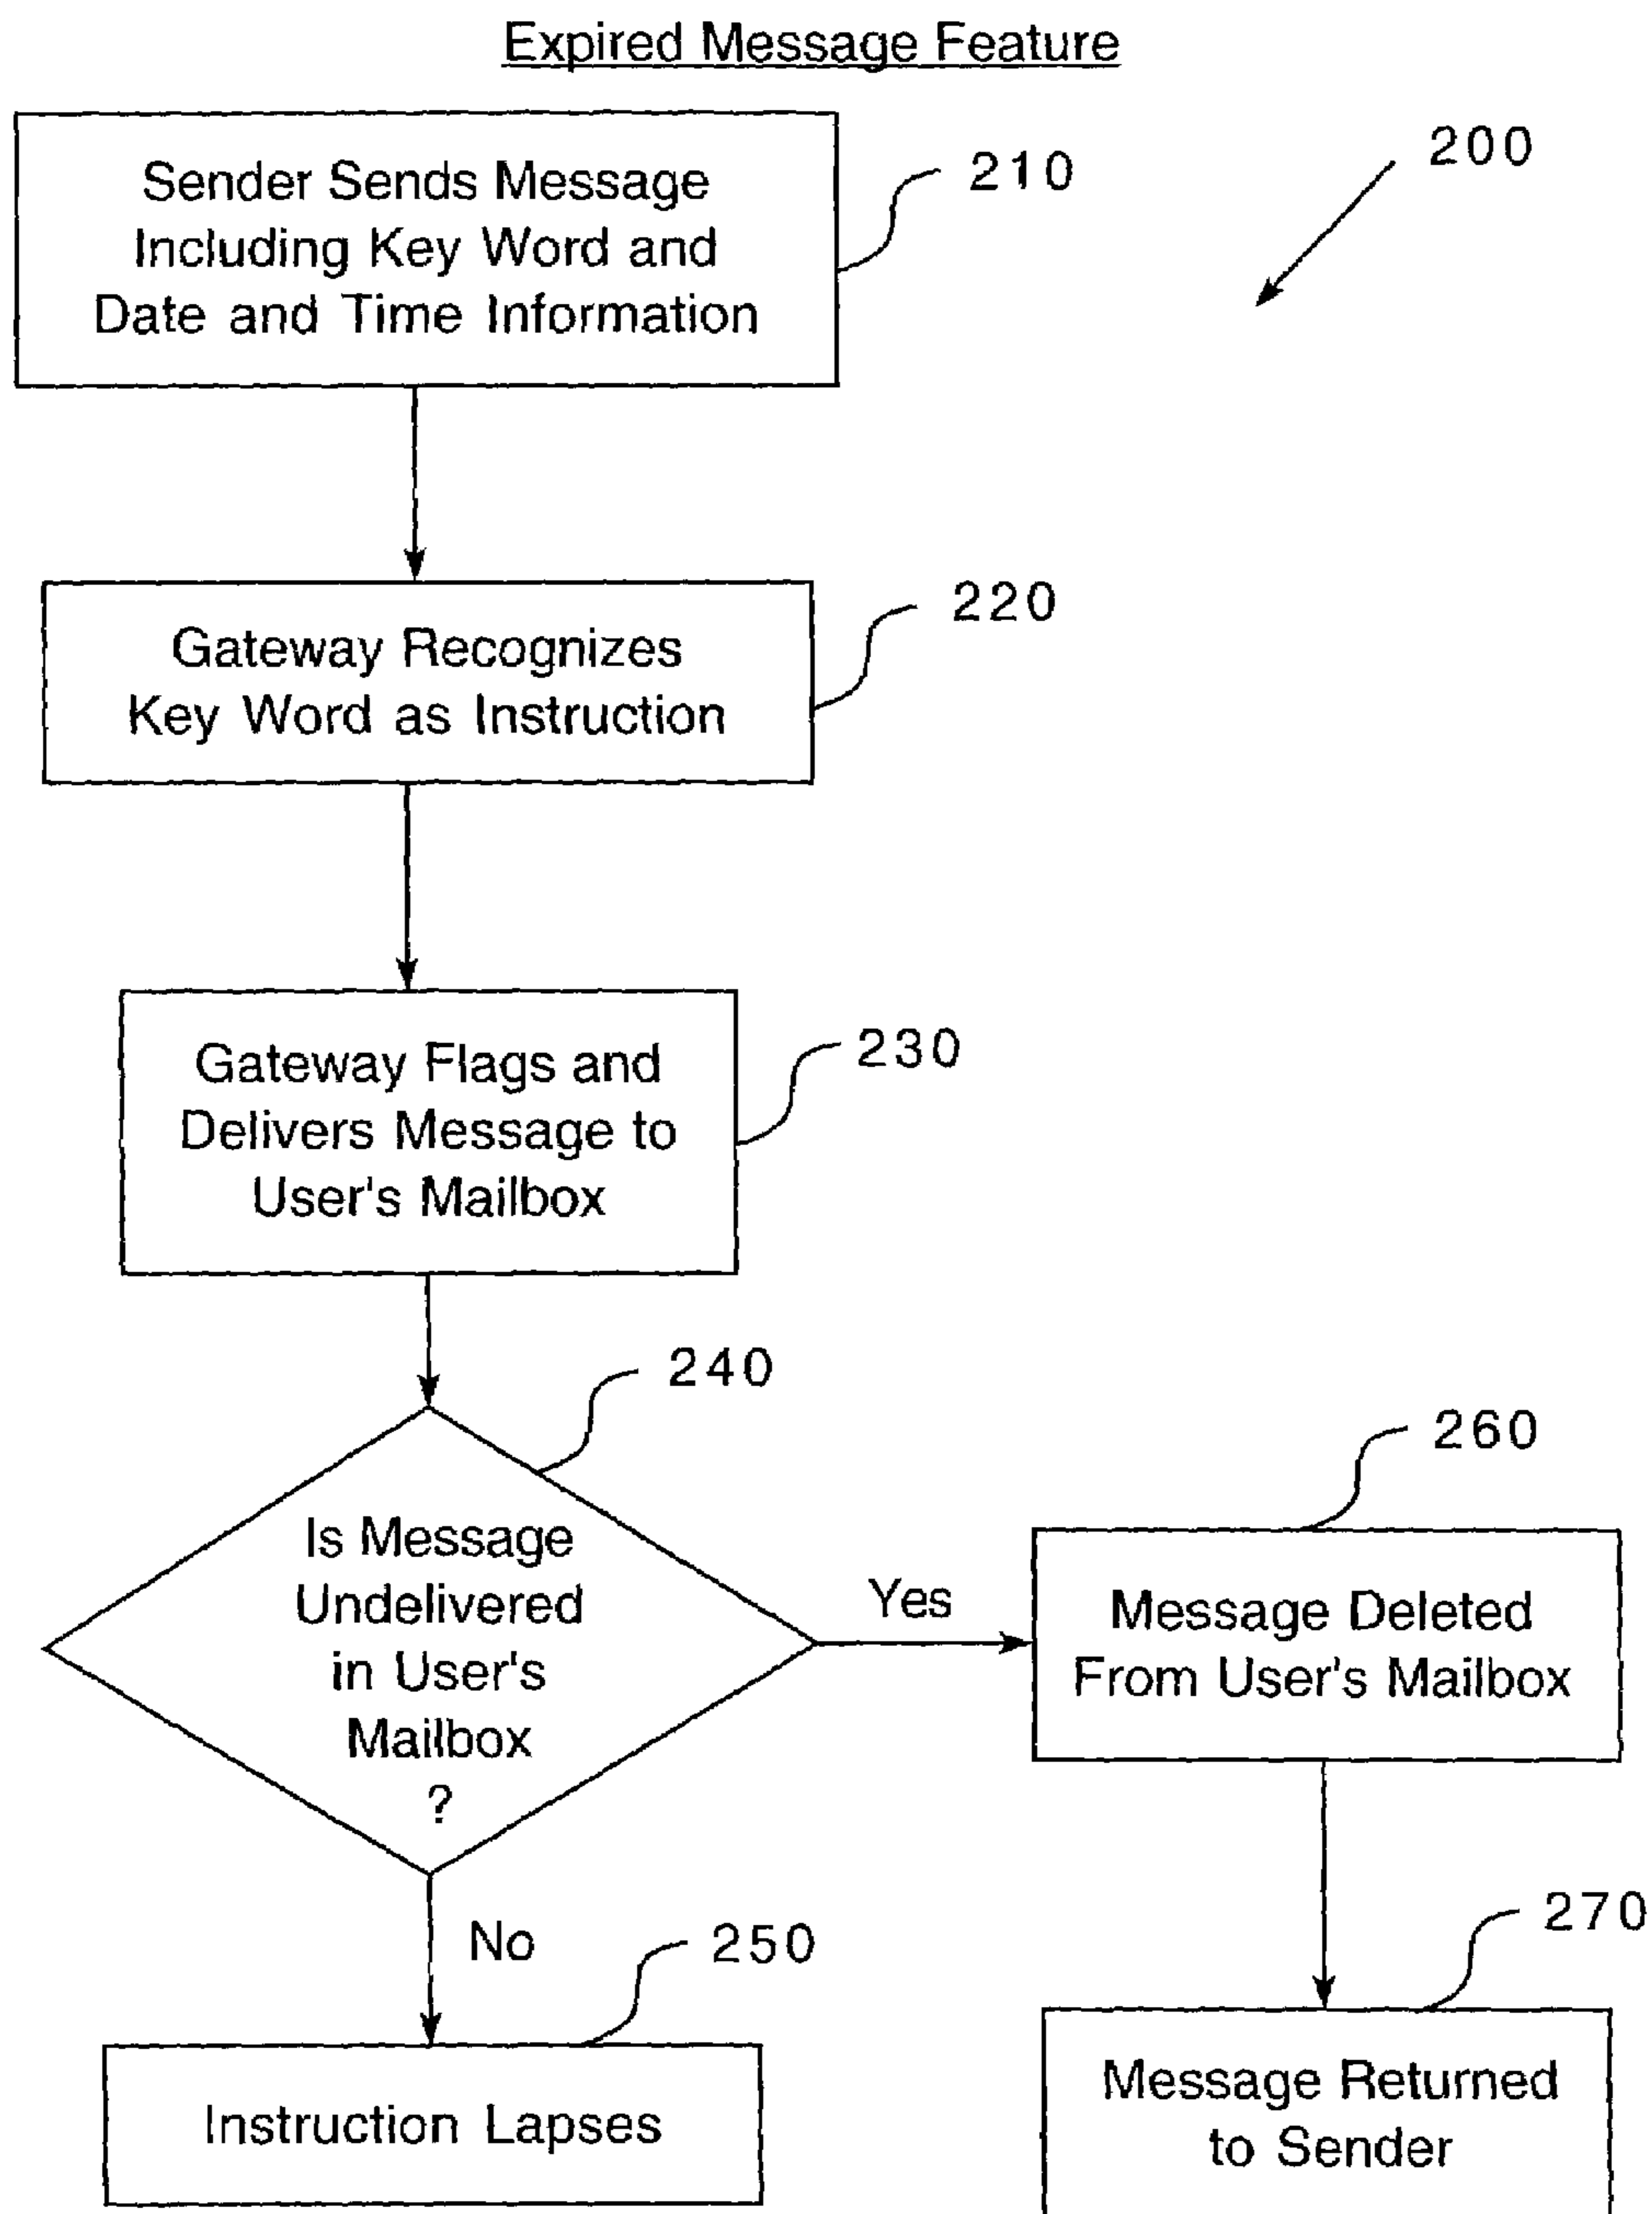 Expired Message Feature
200
Sender Sends Message
Including Key Word and
Date and Time Information
210
Gateway Recognizes
Key Word as Instruction
220
Gateway Flags and
Delivers Message to
User's Mailbox
230
240
Is Message
Undelivered
in User's
Mailbox
?
Yes
260
Message Deleted
From User's Mailbox
No
250
Instruction Lapses
270
Message Returned
to Sender